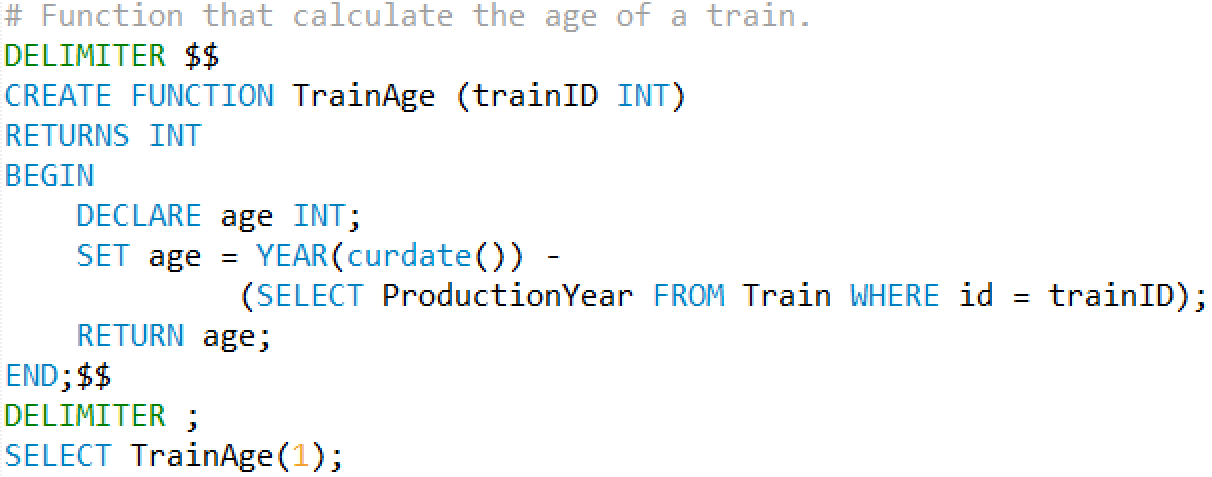 # Function that calculate the age of a train.
DELIMITER $$
CREATE FUNCTION TrainAge (trainID INT)
RETURNS INT
BEGIN
    DECLARE age INT;
    SET age = YEAR(curdate()) -
             (SELECT ProductionYear FROM Train WHERE id = trainID);
    RETURN age;
END;$$
DELIMITER ;
SELECT TrainAge(1);